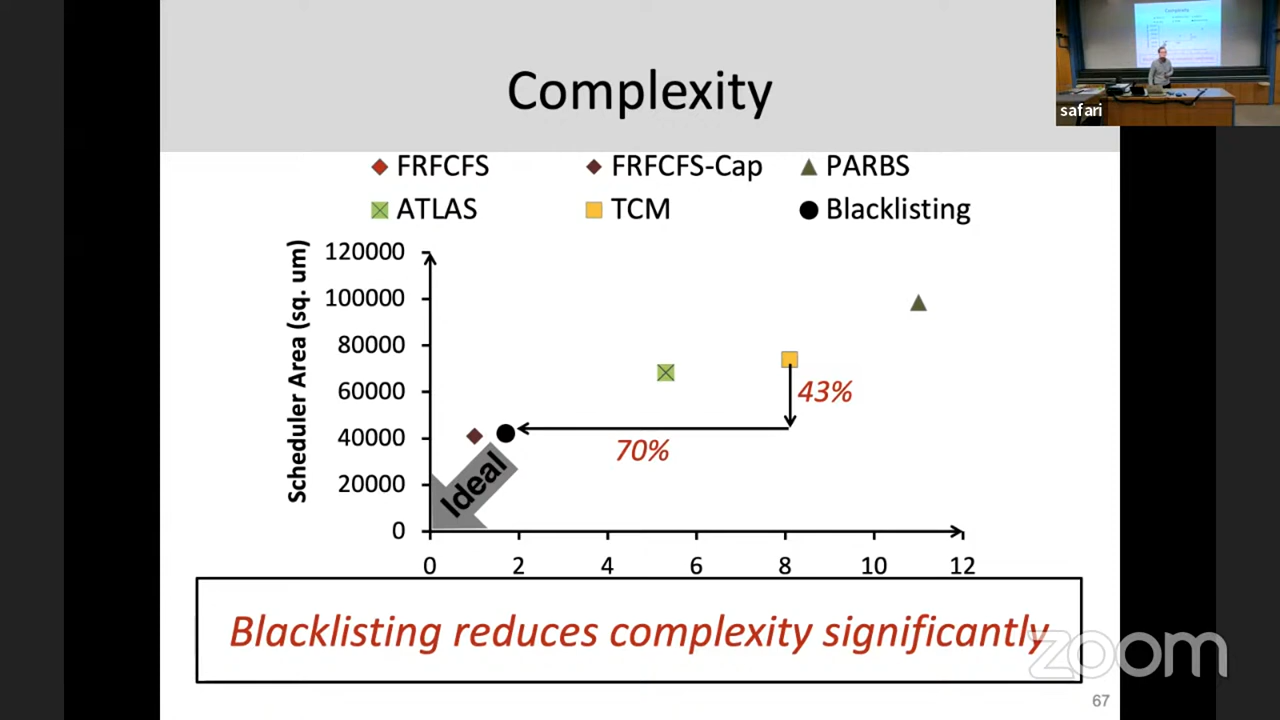 Complexity
safari
FRFCFS FRFCFS-Cap PARBS
ATLAS TCM Blacklisting
Scheduler Area (sq. um)
120000
100000
80000
60000
40000
20000
0
43%
70%
Ideal
0 2 4 6 8 10 12
Blacklisting reduces complexity significantly
zoom
67